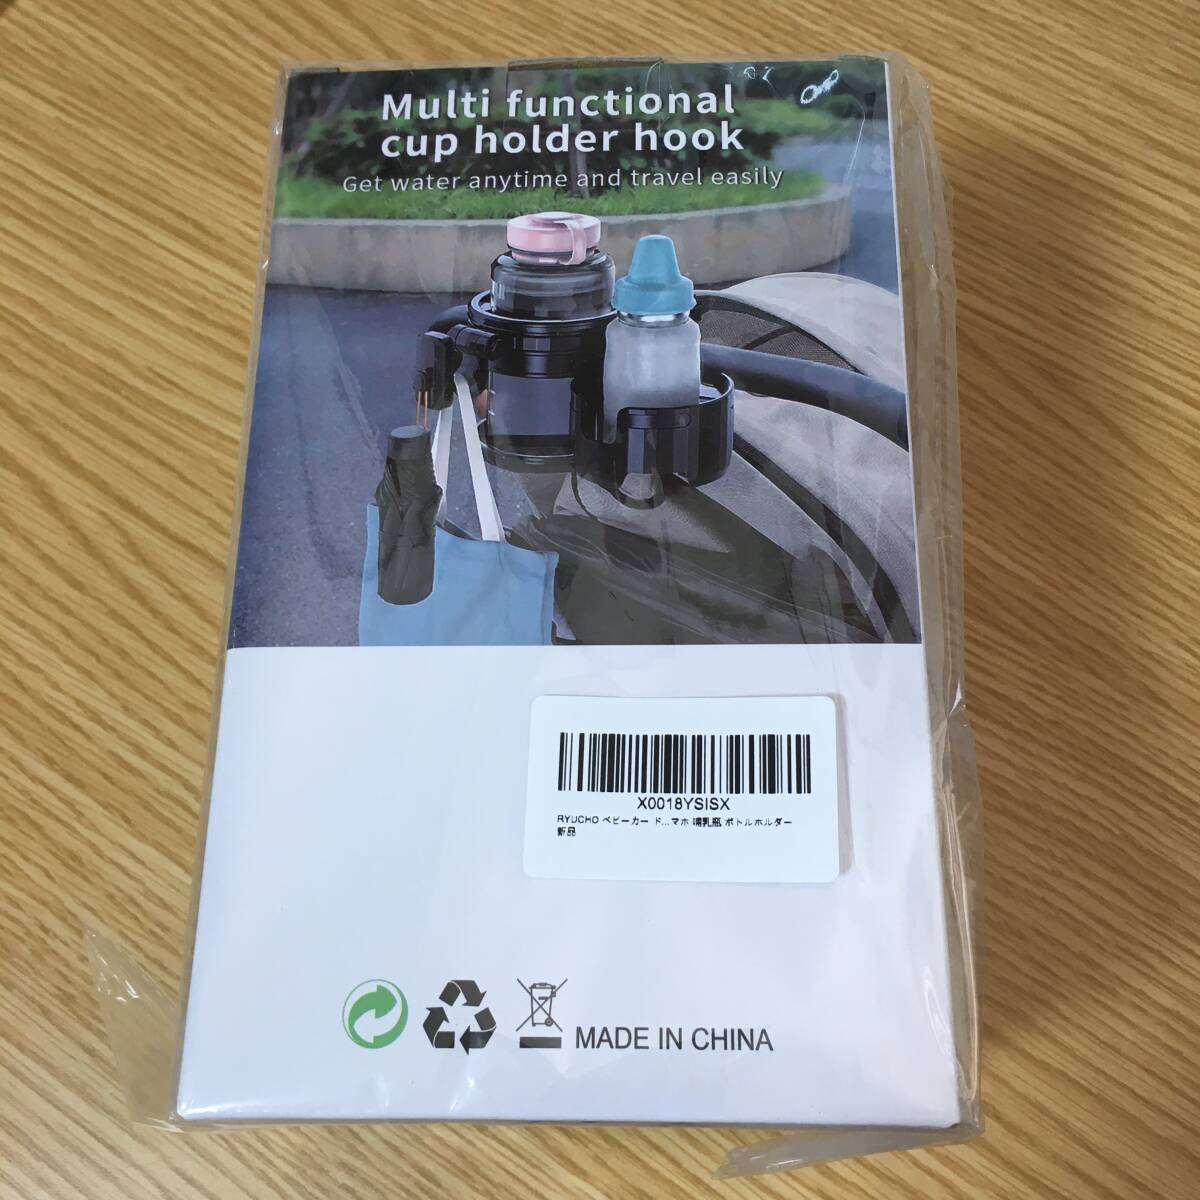 Multi functional
cup holder hook
Get water anytime and travel easily
X0018YSISX
RYUCHO ベビーカー ド...マホ 哺乳瓶 ボトルホルダー
新品
MADE IN CHINA